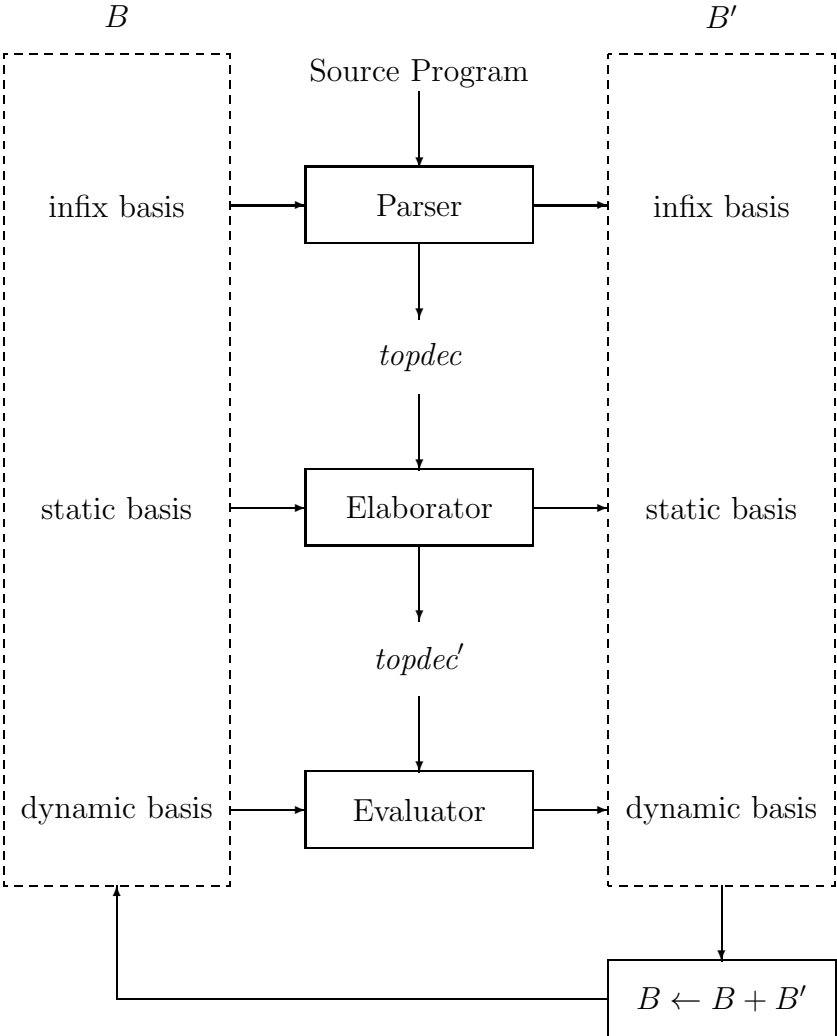 B B′
Source Program
infix basis Parser infix basis
topdec
static basis Elaborator static basis
topdec′
dynamic basis Evaluator dynamic basis
B ← B + B′